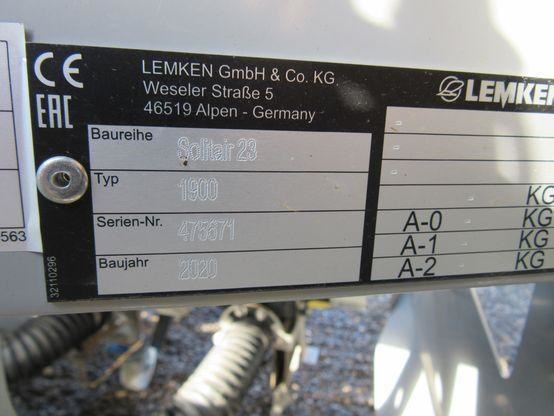 CE
LEMKEN GmbH & Co. KG
Weseler Straße 5
46519 Alpen - Germany
LEMKEN
EAC
Baureihe
Solitair 23
Typ
1900
Serien-Nr.
475671
Baujahr
2020
-
-
-
- KG
A-0 - KG
A-1 - KG
A-2 - KG
32110296
563